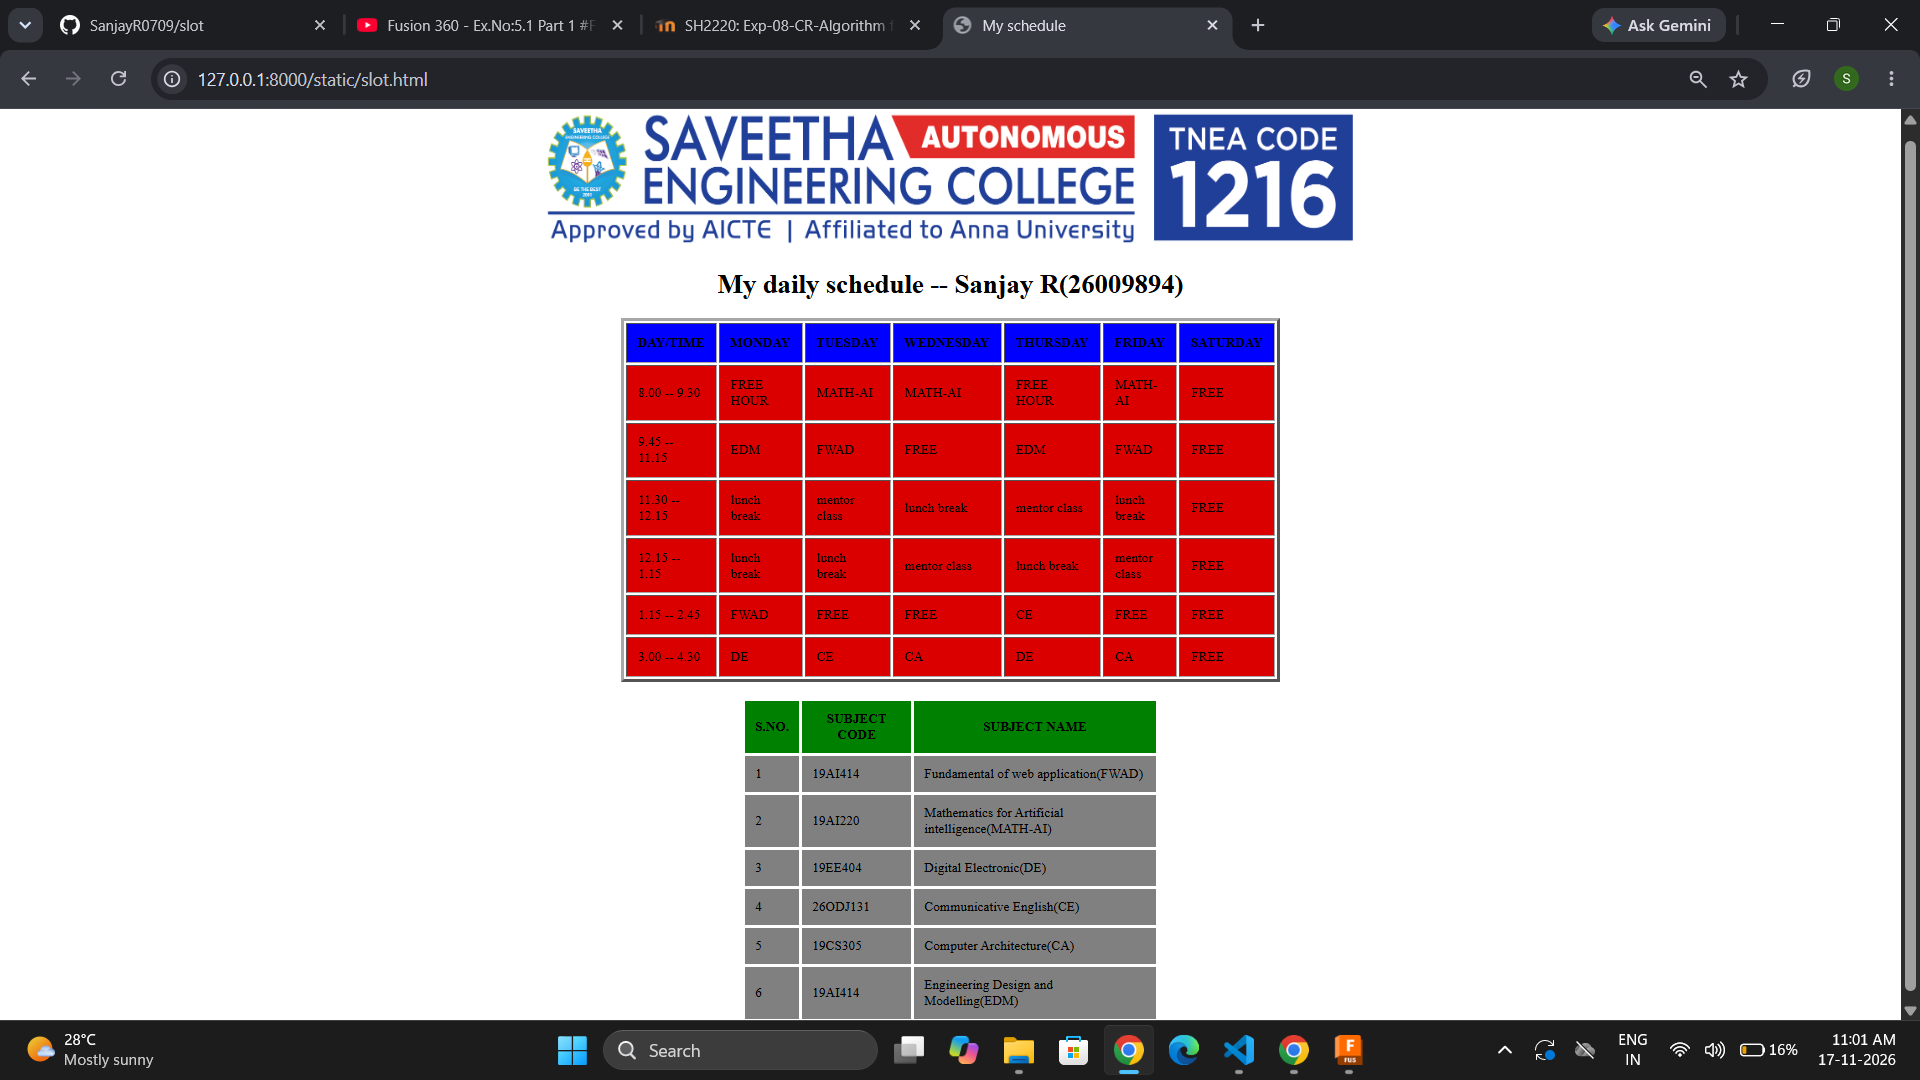 SanjayR0709/slot
Fusion 360 - Ex.No:5.1 Part 1 #F
SH2220: Exp-08-CR-Algorithm f
My schedule
Ask Gemini
127.0.0.1:8000/static/slot.html
S
SAVEETHA
ENGINEERING COLLEGE
BE THE BEST
SAVEETHA AUTONOMOUS
ENGINEERING COLLEGE
Approved by AICTE | Affiliated to Anna University
TNEA CODE
1216
My daily schedule -- Sanjay R(26009894)
DAY/TIME MONDAY TUESDAY WEDNESDAY THURSDAY FRIDAY SATURDAY
8.00 -- 9.30 FREE HOUR MATH-AI MATH-AI FREE HOUR MATH-AI FREE
9.45 -- 11.15 EDM FWAD FREE EDM FWAD FREE
11.30 -- 12.15 lunch break mentor class lunch break mentor class lunch break FREE
12.15 -- 1.15 lunch break lunch break mentor class lunch break mentor class FREE
1.15 -- 2.45 FWAD FREE FREE CE FREE FREE
3.00 -- 4.30 DE CE CA DE CA FREE
S.NO. SUBJECT CODE SUBJECT NAME
1 19AI414 Fundamental of web application(FWAD)
2 19AI220 Mathematics for Artificial intelligence(MATH-AI)
3 19EE404 Digital Electronic(DE)
4 26ODJ131 Communicative English(CE)
5 19CS305 Computer Architecture(CA)
6 19AI414 Engineering Design and Modelling(EDM)
28°C
Mostly sunny
Search
F
FUS
ENG
IN
16%
11:01 AM
17-11-2026